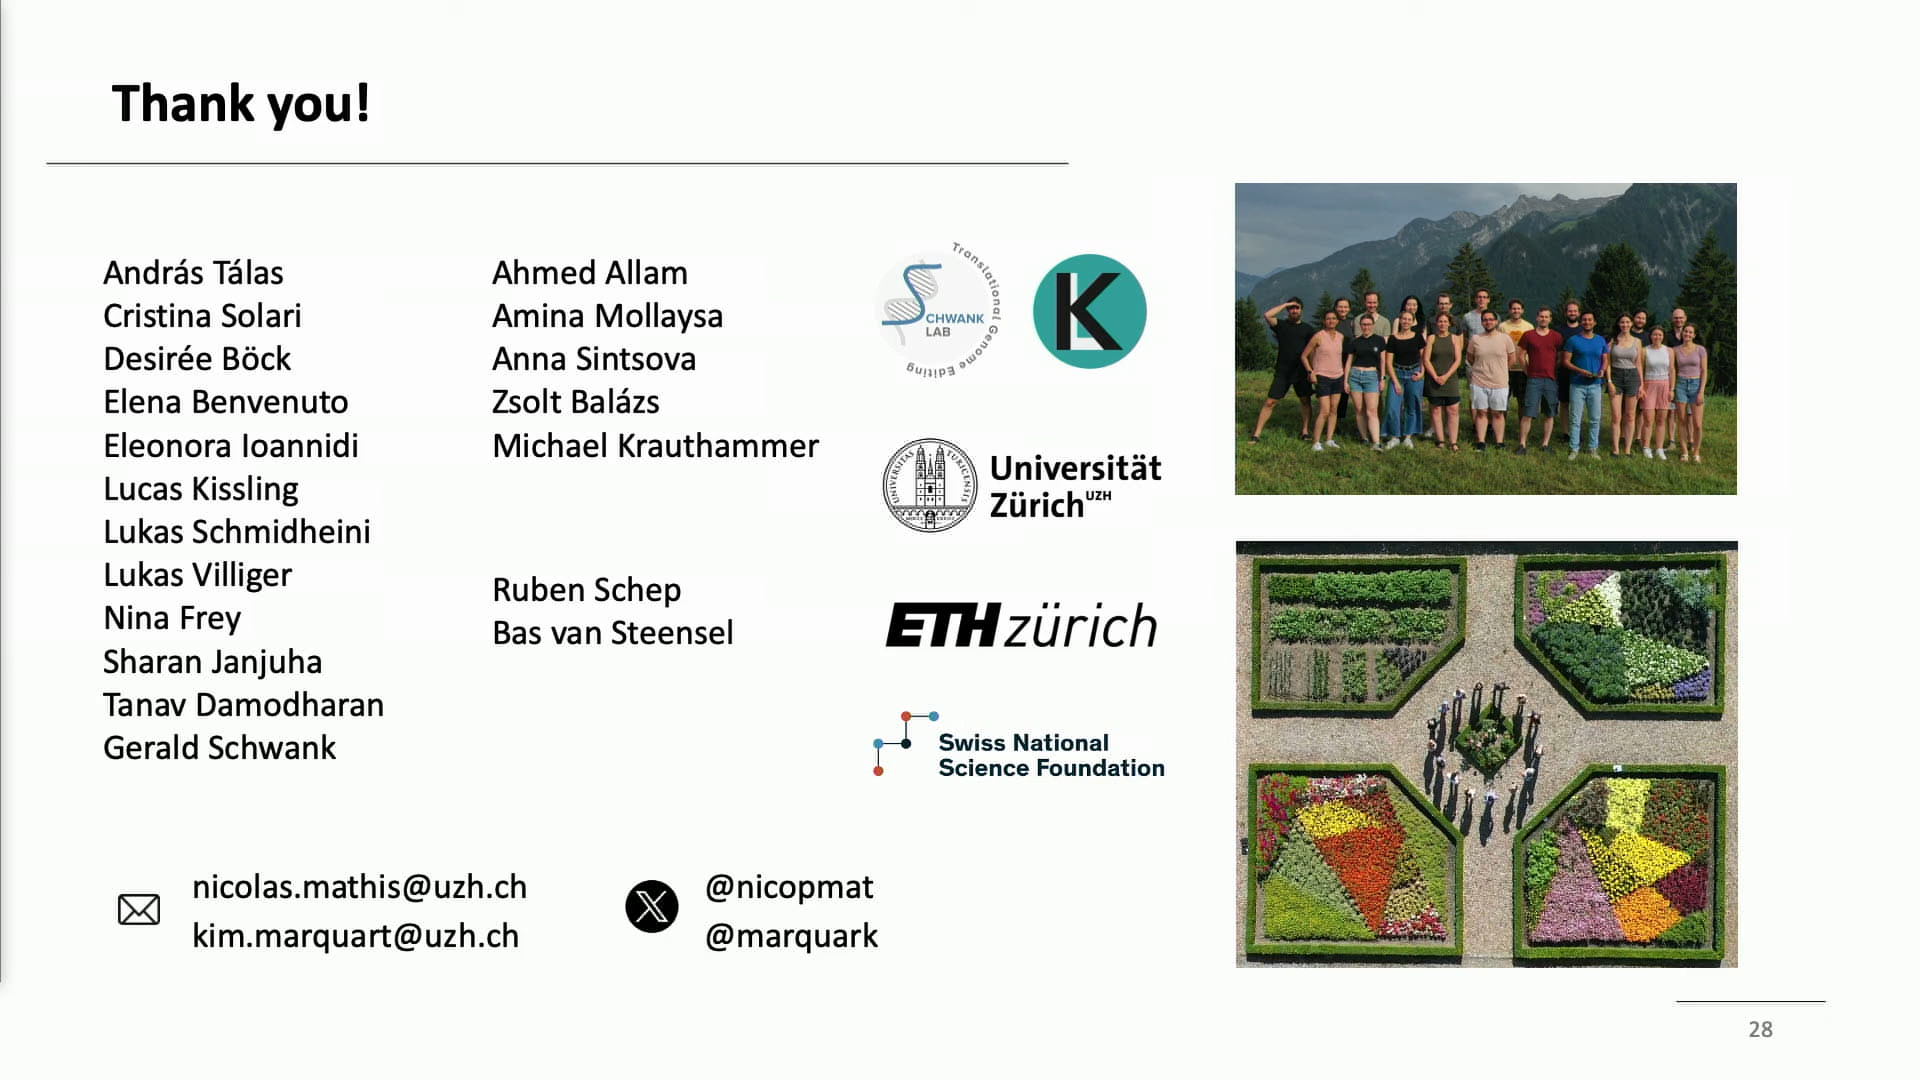 Thank you!
András Tálas
Cristina Solari
Desirée Böck
Elena Benvenuto
Eleonora Ioannidi
Lucas Kissling
Lukas Schmidheini
Lukas Villiger
Nina Frey
Sharan Janjuha
Tanav Damodharan
Gerald Schwank
Ahmed Allam
Amina Mollaysa
Anna Sintsova
Zsolt Balázs
Michael Krauthammer
Ruben Schep
Bas van Steensel
Translational Genome Editing
SCHWANK
LAB
KL
UNIVERSITAS TURICENSIS
Universität
Zürich UZH
ETH zürich
Swiss National
Science Foundation
nicolas.mathis@uzh.ch
kim.marquart@uzh.ch
@nicopmat
@marquark
28